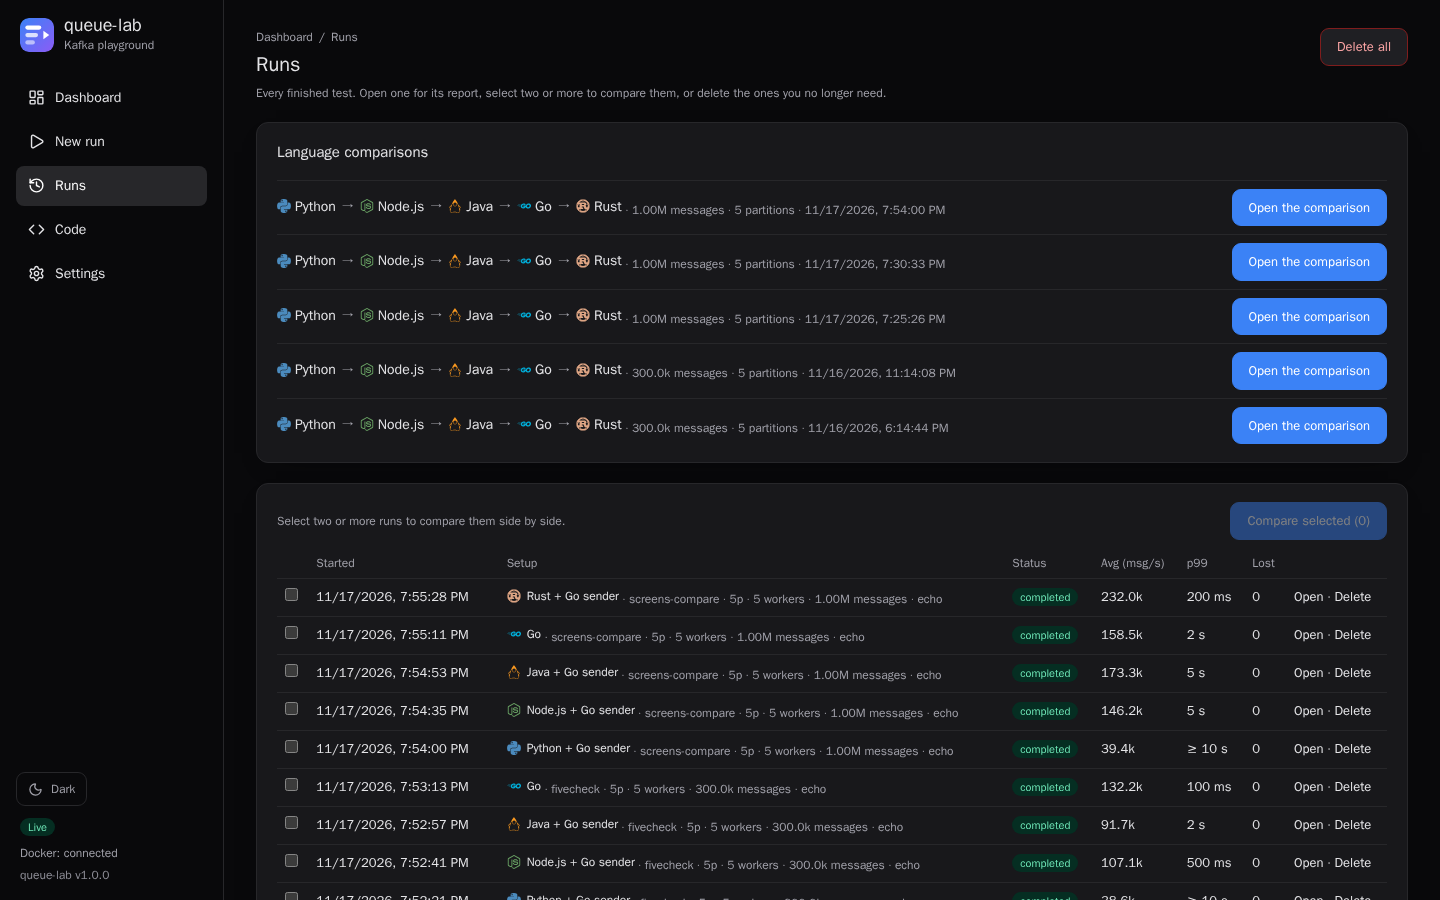 queue-lab
Kafka playground
Dashboard
New run
Runs
Code
Settings
Dark
Live
Docker: connected
queue-lab v1.0.0
Dashboard / Runs
Runs
Every finished test. Open one for its report, select two or more to compare them, or delete the ones you no longer need.
Delete all
Language comparisons
Python → Node.js → Java → Go → Rust · 1.00M messages · 5 partitions · 11/17/2026, 7:54:00 PM Open the comparison
Python → Node.js → Java → Go → Rust · 1.00M messages · 5 partitions · 11/17/2026, 7:30:33 PM Open the comparison
Python → Node.js → Java → Go → Rust · 1.00M messages · 5 partitions · 11/17/2026, 7:25:26 PM Open the comparison
Python → Node.js → Java → Go → Rust · 300.0k messages · 5 partitions · 11/16/2026, 11:14:08 PM Open the comparison
Python → Node.js → Java → Go → Rust · 300.0k messages · 5 partitions · 11/16/2026, 6:14:44 PM Open the comparison
Select two or more runs to compare them side by side. Compare selected (0)
Started Setup Status Avg (msg/s) p99 Lost
11/17/2026, 7:55:28 PM Rust + Go sender · screens-compare · 5p · 5 workers · 1.00M messages · echo completed 232.0k 200 ms 0 Open · Delete
11/17/2026, 7:55:11 PM Go · screens-compare · 5p · 5 workers · 1.00M messages · echo completed 158.5k 2 s 0 Open · Delete
11/17/2026, 7:54:53 PM Java + Go sender · screens-compare · 5p · 5 workers · 1.00M messages · echo completed 173.3k 5 s 0 Open · Delete
11/17/2026, 7:54:35 PM Node.js + Go sender · screens-compare · 5p · 5 workers · 1.00M messages · echo completed 146.2k 5 s 0 Open · Delete
11/17/2026, 7:54:00 PM Python + Go sender · screens-compare · 5p · 5 workers · 1.00M messages · echo completed 39.4k ≥ 10 s 0 Open · Delete
11/17/2026, 7:53:13 PM Go · fivecheck · 5p · 5 workers · 300.0k messages · echo completed 132.2k 100 ms 0 Open · Delete
11/17/2026, 7:52:57 PM Java + Go sender · fivecheck · 5p · 5 workers · 300.0k messages · echo completed 91.7k 2 s 0 Open · Delete
11/17/2026, 7:52:41 PM Node.js + Go sender · fivecheck · 5p · 5 workers · 300.0k messages · echo completed 107.1k 500 ms 0 Open · Delete